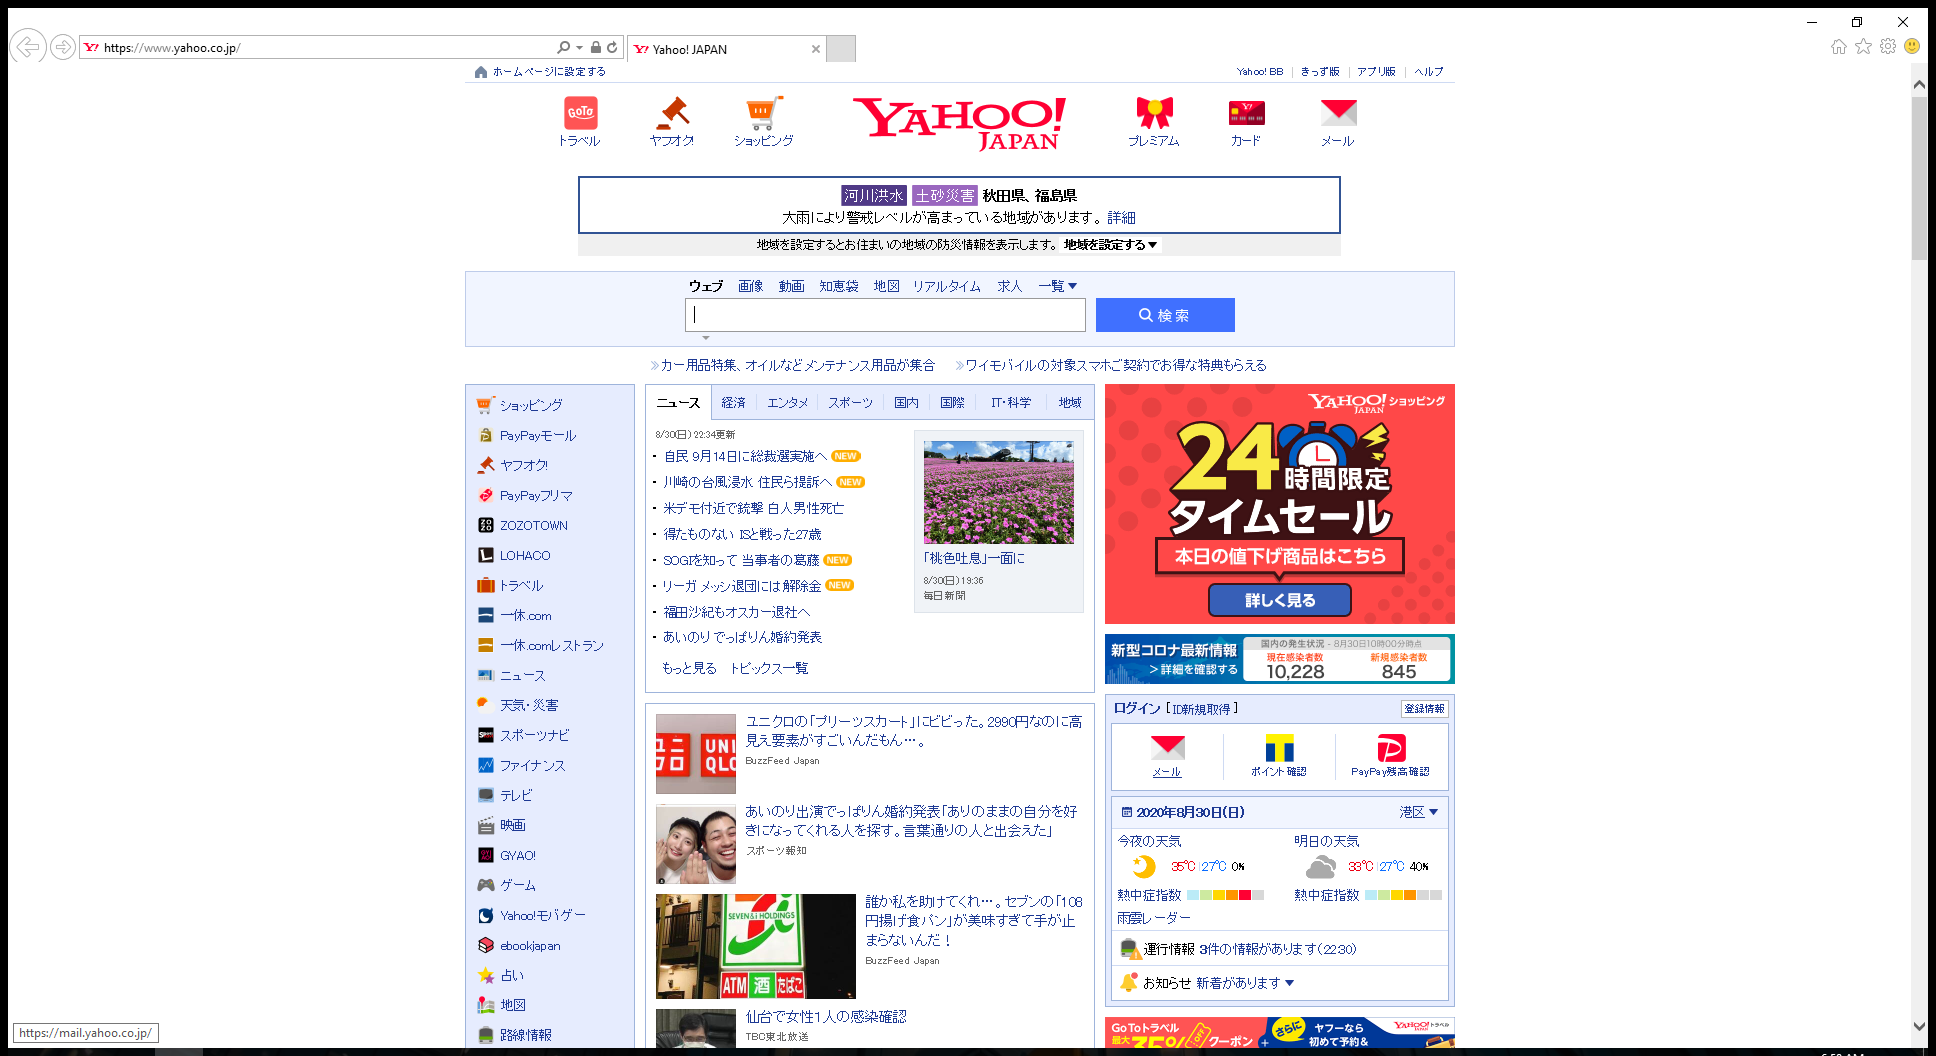 https://www.yahoo.co.jp/
Yahoo! JAPAN
ホームページに設定する
Yahoo! BB
きっず版
アプリ版
ヘルプ
GoTo
トラベル
ヤフオク!
ショッピング
YAHOO!
JAPAN
プレミアム
カード
メール
河川洪水 土砂災害 秋田県、福島県
大雨により警戒レベルが高まっている地域があります。 詳細
地域を設定するとお住まいの地域の防災情報を表示します。 地域を設定する▼
ウェブ 画像 動画 知恵袋 地図 リアルタイム 求人 一覧▼
検索
カー用品特集、オイルなどメンテナンス用品が集合
ワイモバイルの対象スマホご契約でお得な特典もらえる
ショッピング
PayPayモール
ヤフオク!
PayPayフリマ
ZOZOTOWN
LOHACO
トラベル
一休.com
一休.comレストラン
ニュース
天気・災害
スポーツナビ
ファイナンス
テレビ
映画
GYAO!
ゲーム
Yahoo!モバゲー
ebookjapan
占い
地図
路線情報
ニュース 経済 エンタメ スポーツ 国内 国際 IT・科学 地域
8/30(日) 22:34更新
自民 9月14日に総裁選実施へ NEW
川崎の台風浸水 住民ら提訴へ NEW
米デモ付近で銃撃 白人男性死亡
得たものない ISと戦った27歳
SOGIを知って 当事者の葛藤 NEW
リーガ メッシ退団には解除金 NEW
福田沙紀もオスカー退社へ
あいのり でっぱりん婚約発表
もっと見る トピックス一覧
「桃色吐息」一面に
8/30(日) 19:36
毎日新聞
ユニクロの「プリーツスカート」にビビった。2990円なのに高
見え要素がすごいんだもん…。
BuzzFeed Japan
あいのり出演でっぱりん婚約発表「ありのままの自分を好
きになってくれる人を探す。言葉通りの人と出会えた」
スポーツ報知
SEVEN&i HOLDINGS
ATM 酒 たばこ
誰か私を助けてくれ…。セブンの「108
円揚げ食パン」が美味すぎて手が止
まらないんだ!
BuzzFeed Japan
仙台で女性1人の感染確認
TBC東北放送
YAHOO! JAPAN ショッピング
24時間限定
タイムセール
本日の値下げ商品はこちら
詳しく見る
新型コロナ最新情報
>詳細を確認する
国内の発生状況 - 8月30日10時00分時点
現在感染者数 新規感染者数
10,228 845
ログイン [ID新規取得]
登録情報
メール
ポイント確認
PayPay残高確認
2020年8月30日(日)
港区▼
今夜の天気 明日の天気
35℃ 27℃ 0% 33℃ 27℃ 40%
熱中症指数 熱中症指数
雨雲レーダー
運行情報 3件の情報があります(22:30)
お知らせ 新着があります▼
GoToトラベル
最大35%クーポン
+
さらに
ヤフーなら
初めて予約&
YAHOO! トラベル
https://mail.yahoo.co.jp/